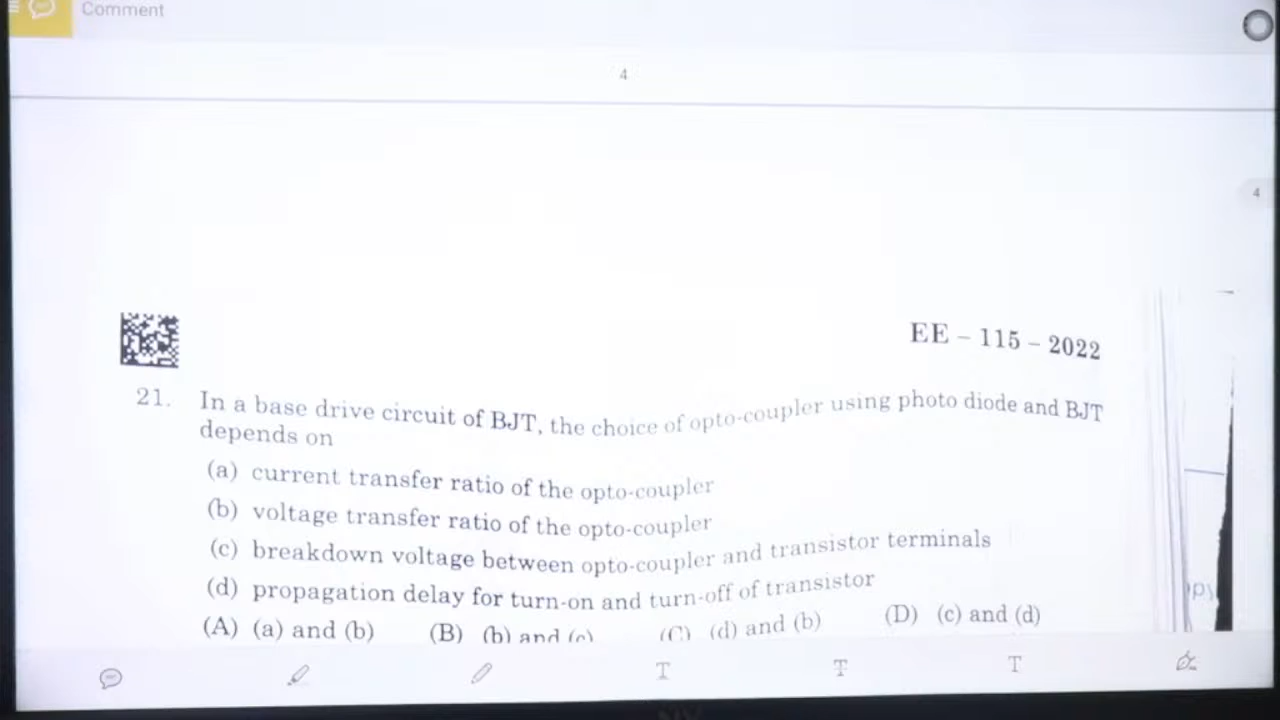 Comment
4
4
EE – 115 – 2022
21. In a base drive circuit of BJT, the choice of opto-coupler using photo diode and BJT
depends on
(a) current transfer ratio of the opto-coupler
(b) voltage transfer ratio of the opto-coupler
(c) breakdown voltage between opto-coupler and transistor terminals
(d) propagation delay for turn-on and turn-off of transistor
(A) (a) and (b) (B) (b) and (c) (C) (d) and (b) (D) (c) and (d)
T T T